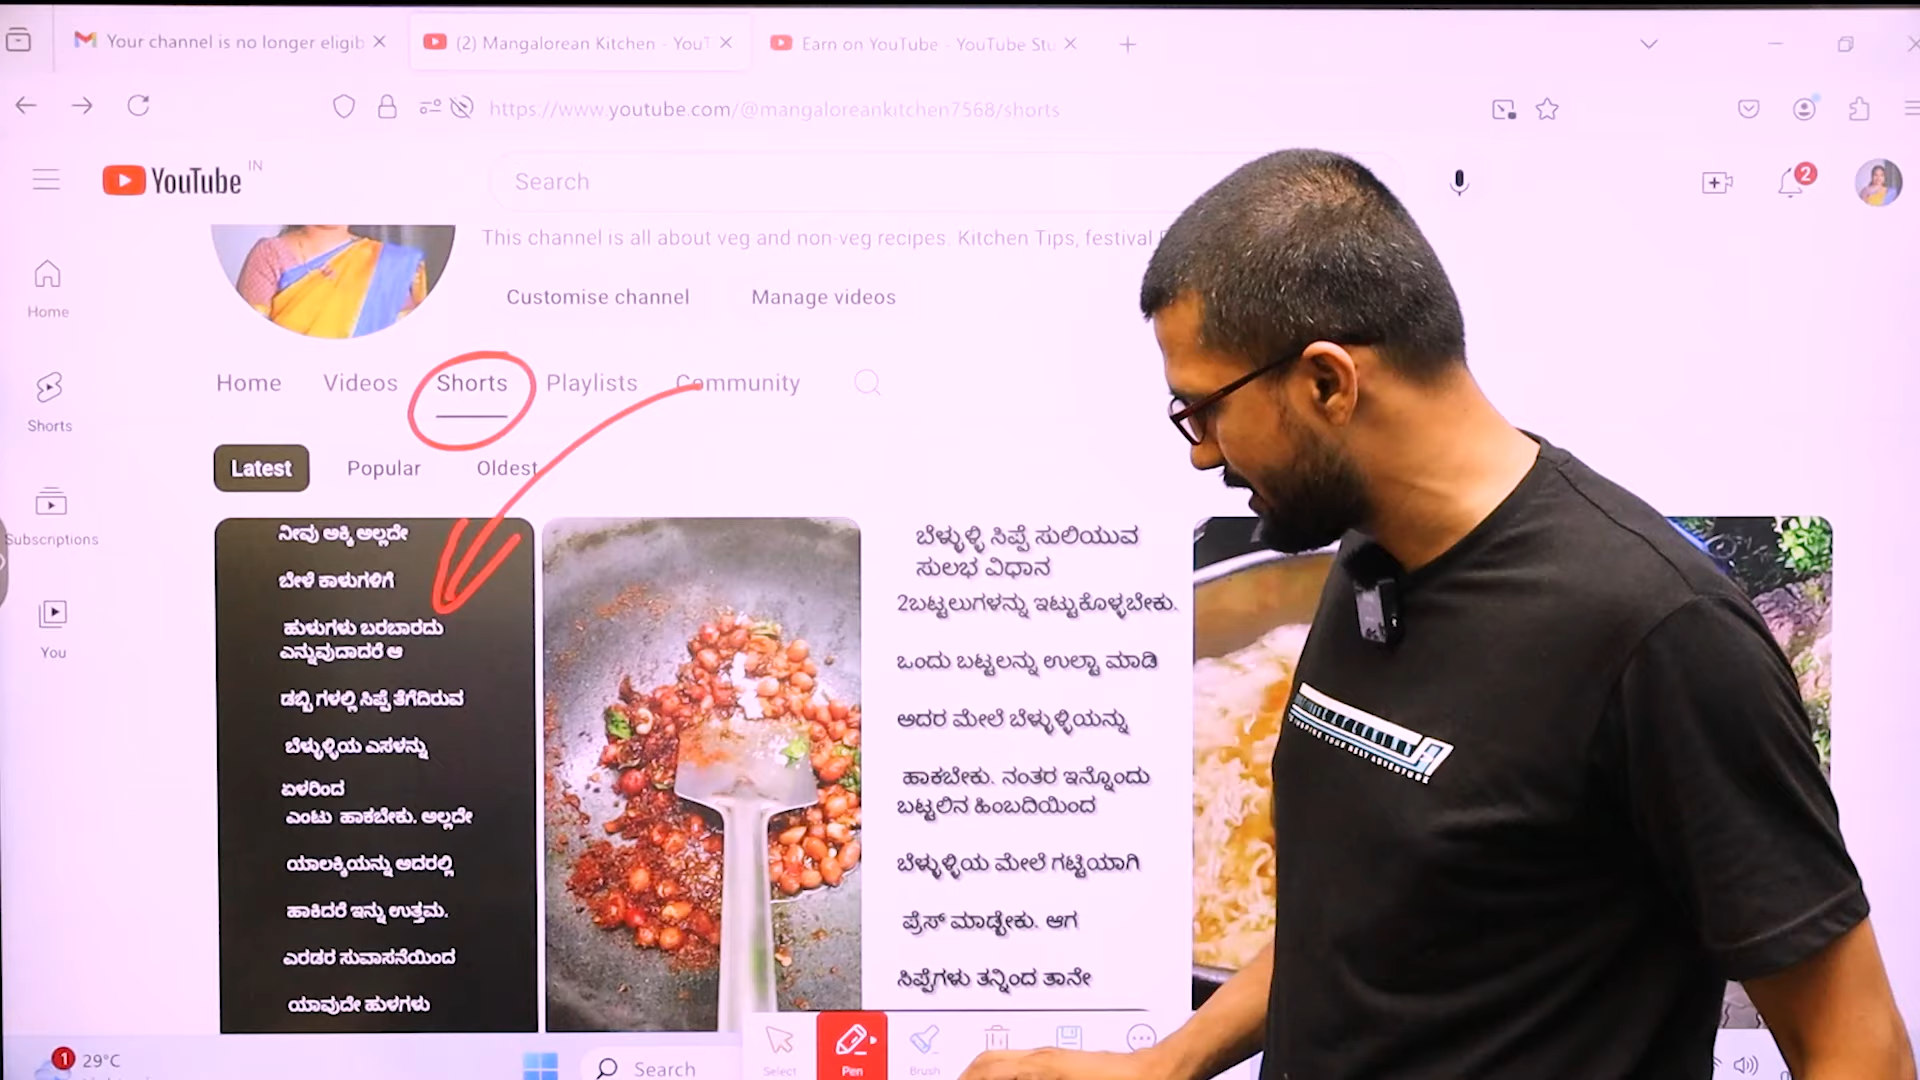 Your channel is no longer eligib
(2) Mangalorean Kitchen - YouT
Earn on YouTube - YouTube Stu
https://www.youtube.com/@mangaloreankitchen7568/shorts
YouTube IN
Search
2
This channel is all about veg and non-veg recipes. Kitchen Tips, festival
Customise channel
Manage videos
Home
Shorts
Subscriptions
You
Home
Videos
Shorts
Playlists
Community
Latest
Popular
Oldest
ನೀವು ಅಕ್ಕಿ ಅಲ್ಲದೇ
ಬೇಳೆ ಕಾಳುಗಳಿಗೆ
ಹುಳುಗಳು ಬರಬಾರದು
ಎನ್ನುವುದಾದರೆ ಆ
ಡಬ್ಬಿ ಗಳಲ್ಲಿ ಸಿಪ್ಪೆ ತೆಗೆದಿರುವ
ಬೆಳ್ಳುಳ್ಳಿಯ ಎಸಳನ್ನು
ಏಳರಿಂದ
ಎಂಟು ಹಾಕಬೇಕು. ಅಲ್ಲದೇ
ಯಾಲಕ್ಕಿಯನ್ನು ಅದರಲ್ಲಿ
ಹಾಕಿದರೆ ಇನ್ನು ಉತ್ತಮ.
ಎರಡರ ಸುವಾಸನೆಯಿಂದ
ಯಾವುದೇ ಹುಳಗಳು
ಬೆಳ್ಳುಳ್ಳಿ ಸಿಪ್ಪೆ ಸುಲಿಯುವ
ಸುಲಭ ವಿಧಾನ
2ಬಟ್ಟಲುಗಳನ್ನು ಇಟ್ಟುಕೊಳ್ಳಬೇಕು.
ಒಂದು ಬಟ್ಟಲನ್ನು ಉಲ್ಟಾ ಮಾಡಿ
ಅದರ ಮೇಲೆ ಬೆಳ್ಳುಳ್ಳಿಯನ್ನು
ಹಾಕಬೇಕು. ನಂತರ ಇನ್ನೊಂದು
ಬಟ್ಟಲಿನ ಹಿಂಬದಿಯಿಂದ
ಬೆಳ್ಳುಳ್ಳಿಯ ಮೇಲೆ ಗಟ್ಟಿಯಾಗಿ
ಪ್ರೆಸ್ ಮಾಡ್ಬೇಕು. ಆಗ
ಸಿಪ್ಪೆಗಳು ತನ್ನಿಂದ ತಾನೇ
Select
Pen
Brush
1
29°C
Search